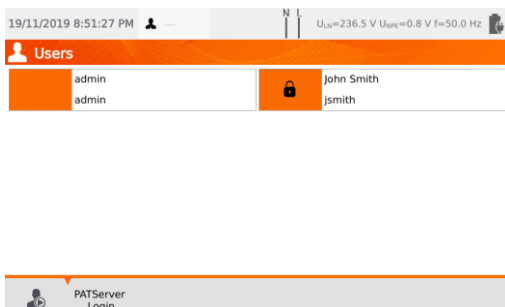 19/11/2019 8:51:27 PM --- N L ULN=236.5 V UNPE=0.8 V f=50.0 Hz
Users
admin
admin
John Smith
jsmith
PATServer
Login